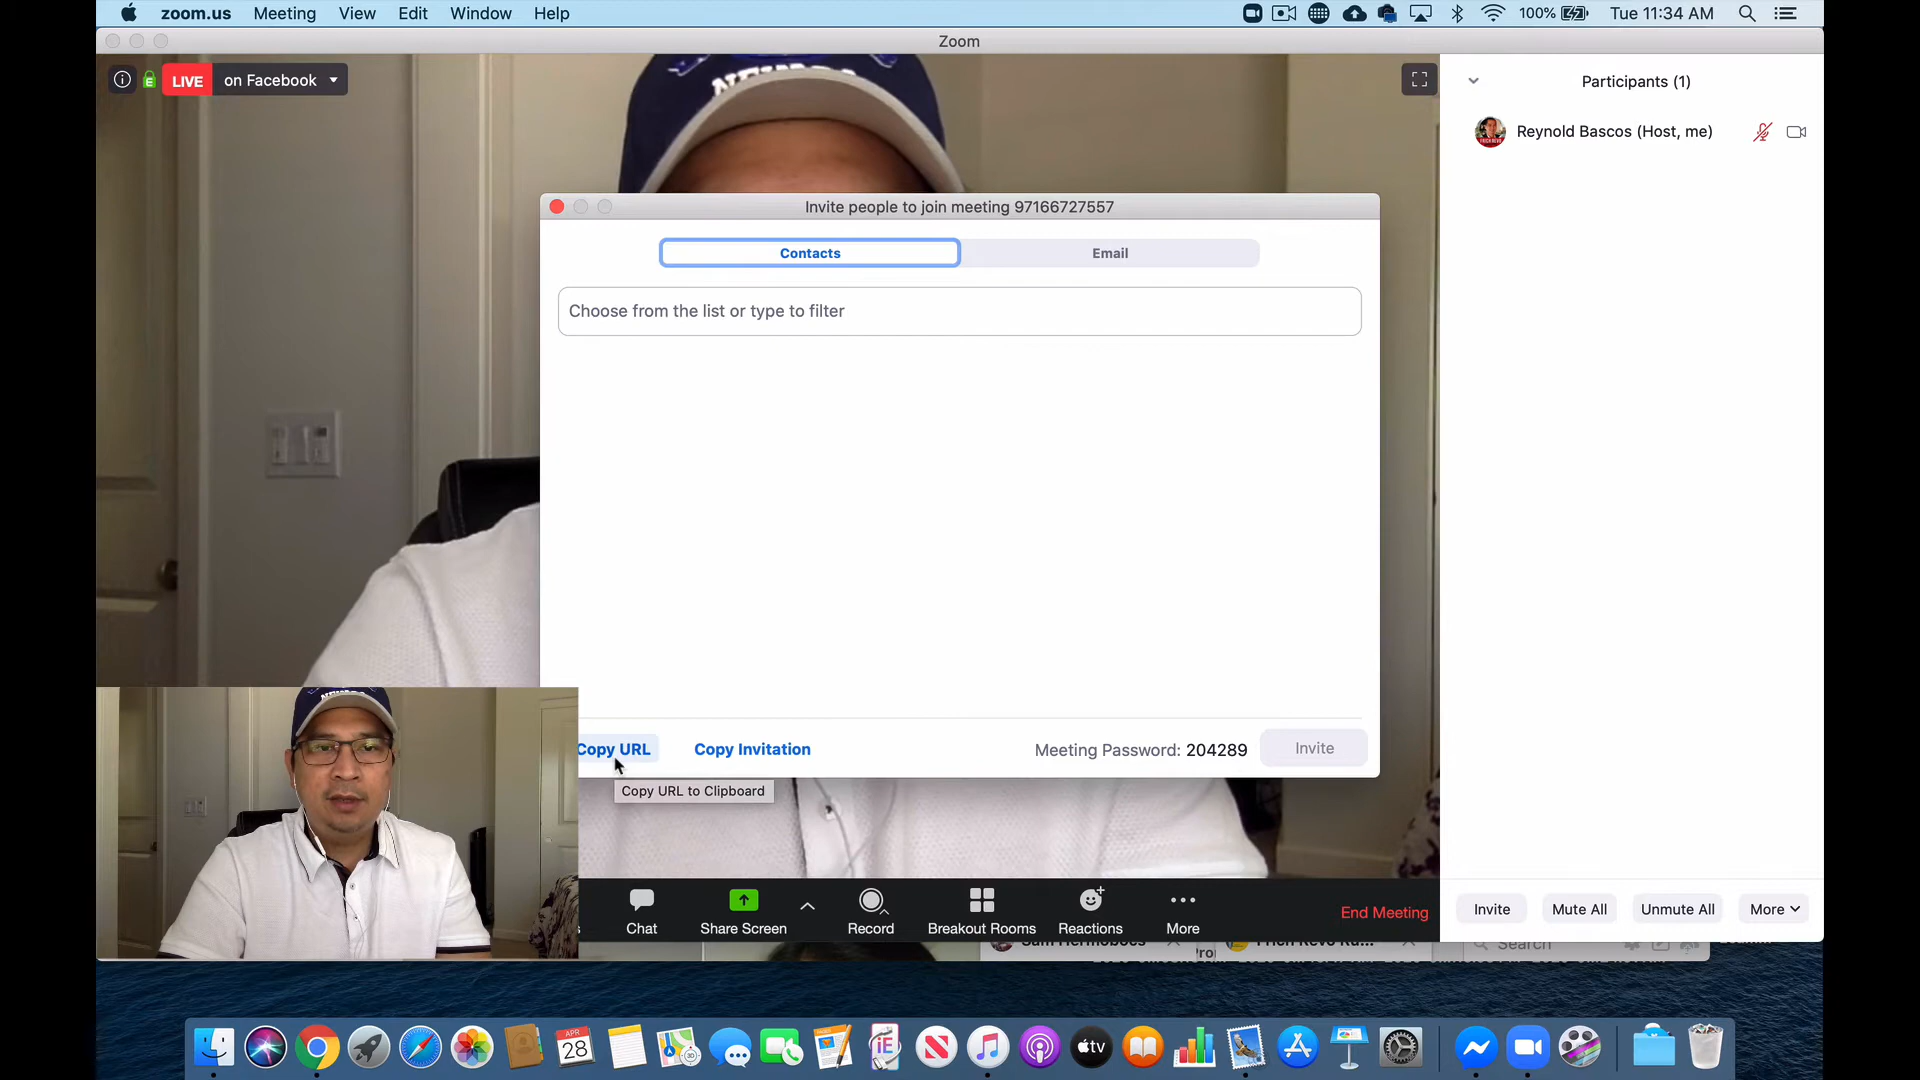 zoom.us Meeting View Edit Window Help 100% Tue 11:34 AM
Zoom
LIVE on Facebook
Participants (1)
Reynold Bascos (Host, me)
Invite people to join meeting 97166727557
Contacts Email
Choose from the list or type to filter
Copy URL Copy Invitation Meeting Password: 204289 Invite
Copy URL to Clipboard
Chat Share Screen Record Breakout Rooms Reactions More End Meeting
Invite Mute All Unmute All More
Search
APR
28
tv